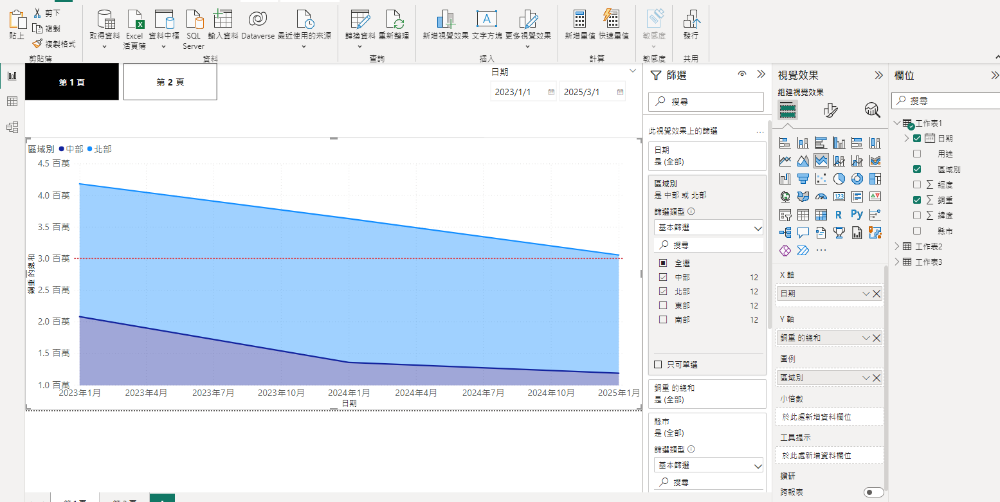 剪下
複製
複製格式
貼上
剪貼簿
取得資料
Excel
活頁簿
資料中樞
SQL
Server
輸入資料
Dataverse
最近使用的來源
資料
轉換資料
重新整理
查詢
新增視覺效果
文字方塊
更多視覺效果
插入
新增量值
快速量值
計算
敏感度
敏感度
發行
共用
第 1 頁
第 2 頁
日期
2023/1/1
2025/3/1
區域別 中部 北部
4.5 百萬
4.0 百萬
3.5 百萬
3.0 百萬
2.5 百萬
2.0 百萬
1.5 百萬
1.0 百萬
銅重 的總和
2023年1月
2023年4月
2023年7月
2023年10月
2024年1月
2024年4月
2024年7月
2024年10月
2025年1月
日期
篩選
搜尋
此視覺效果上的篩選
...
日期
是 (全部)
區域別
是 中部 或 北部
篩選類型
基本篩選
搜尋
全選
中部 12
北部 12
東部 12
南部 12
只可單選
銅重 的總和
是 (全部)
縣市
是 (全部)
篩選類型
基本篩選
搜尋
視覺效果
組建視覺效果
123
R
Py
...
X 軸
日期
Y 軸
銅重 的總和
圖例
區域別
小倍數
於此處新增資料欄位
工具提示
於此處新增資料欄位
鑽研
跨報表
欄位
搜尋
工作表1
日期
用途
區域別
∑ 經度
∑ 銅重
∑ 緯度
縣市
工作表2
工作表3
第 1 頁
第 2 頁